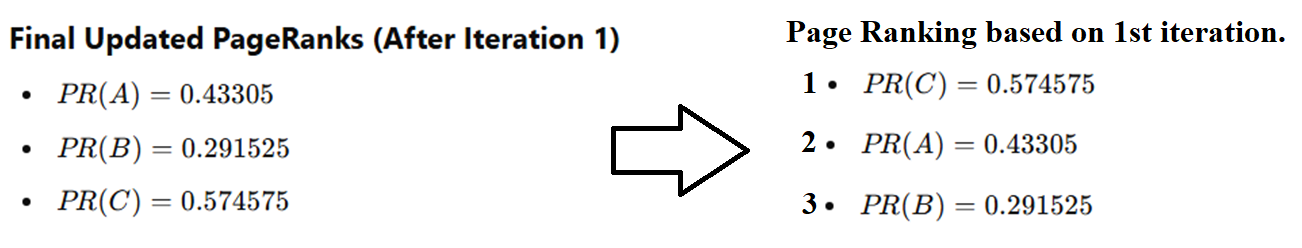 Final Updated PageRanks (After Iteration 1)
• PR(A) = 0.43305
• PR(B) = 0.291525
• PR(C) = 0.574575
Page Ranking based on 1st iteration.
1 • PR(C) = 0.574575
2 • PR(A) = 0.43305
3 • PR(B) = 0.291525